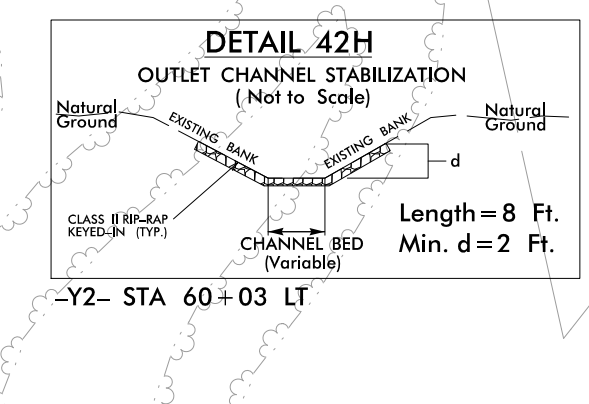 DETAIL 42H
OUTLET CHANNEL STABILIZATION
( Not to Scale)
Natural
Ground
EXISTING BANK
EXISTING BANK
Natural
Ground
d
CLASS II RIP-RAP
KEYED-IN (TYP.)
CHANNEL BED
(Variable)
Length = 8 Ft.
Min. d = 2 Ft.
-Y2- STA 60+03 LT